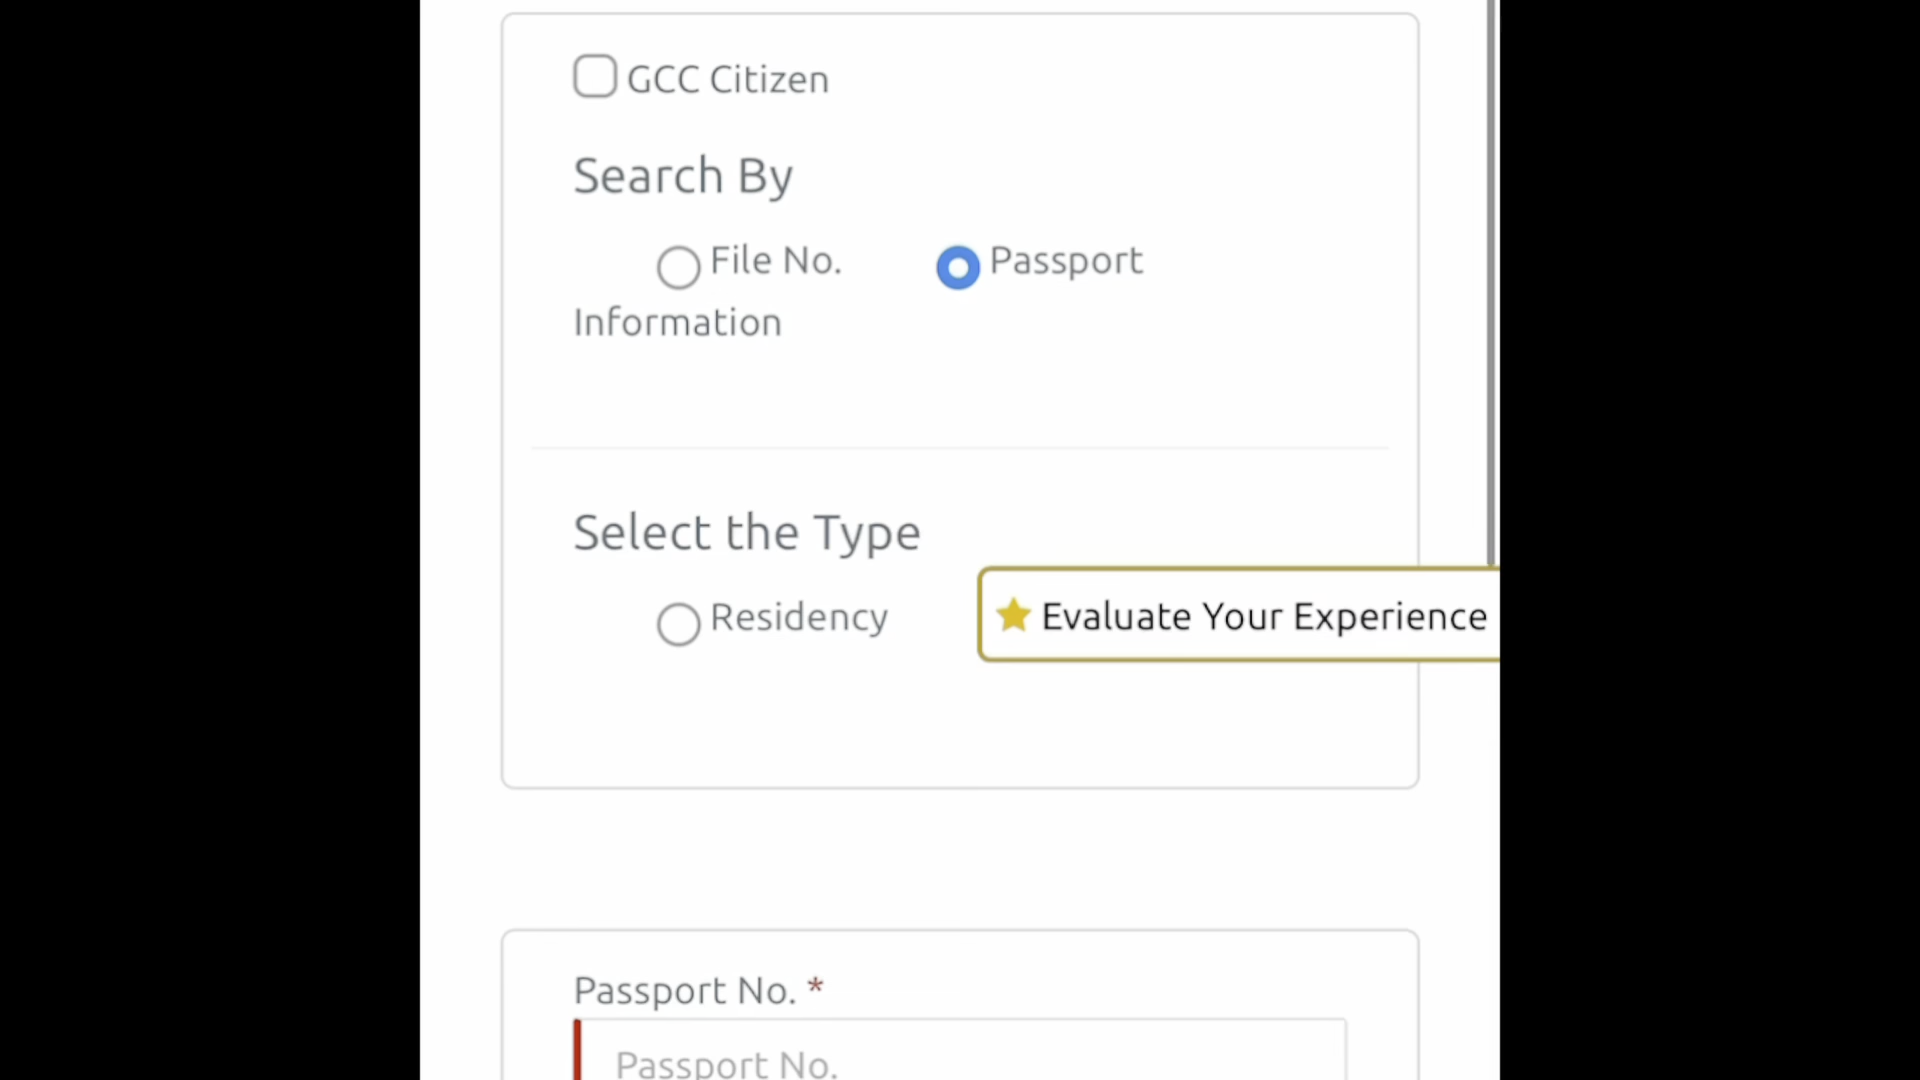 GCC Citizen
Search By
File No. Passport
Information
Select the Type
Residency
Evaluate Your Experience
Passport No. *
Passport No.